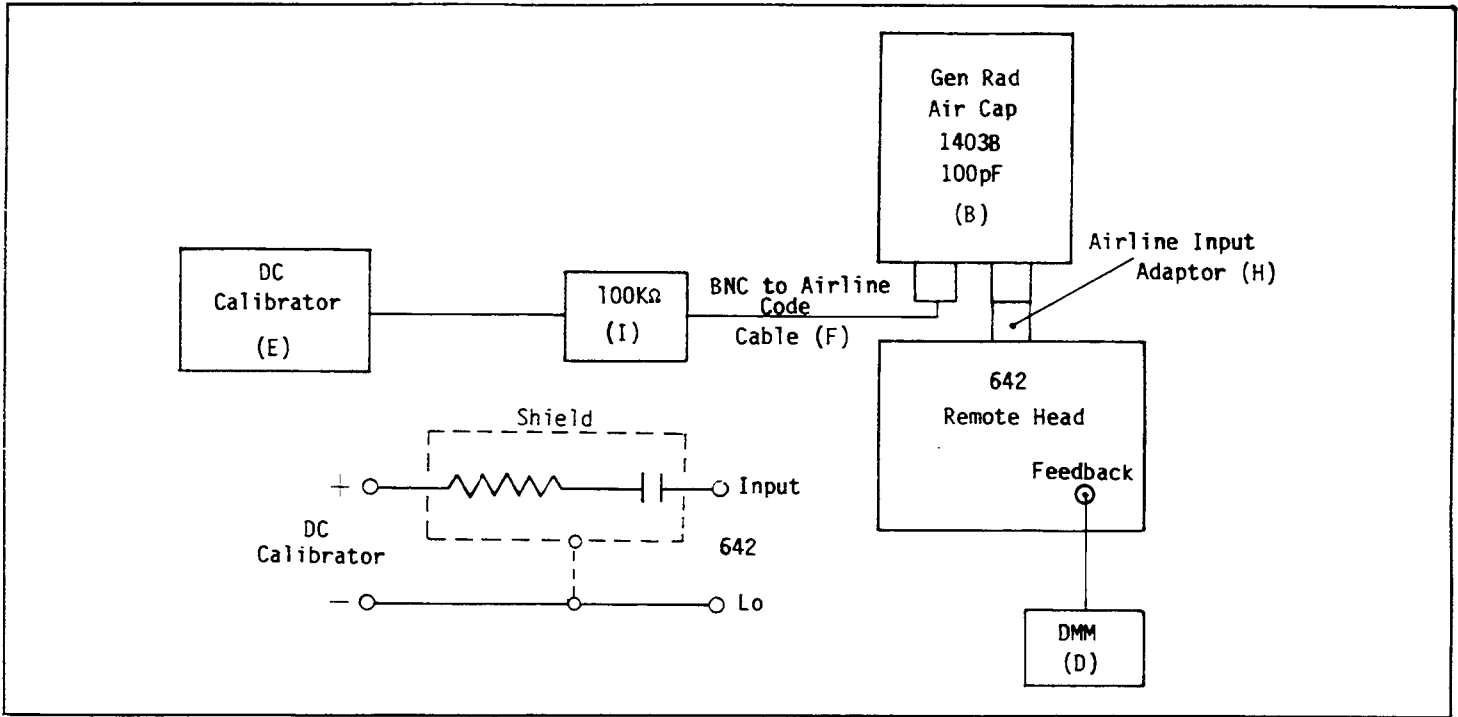 Gen Rad
Air Cap
1403B
100pF
(B)
Airline Input
Adaptor (H)
DC
Calibrator
(E)
100KΩ
(I)
BNC to Airline
Code
Cable (F)
642
Remote Head
Feedback
Shield
+
Input
DC
Calibrator
642
−
Lo
DMM
(D)